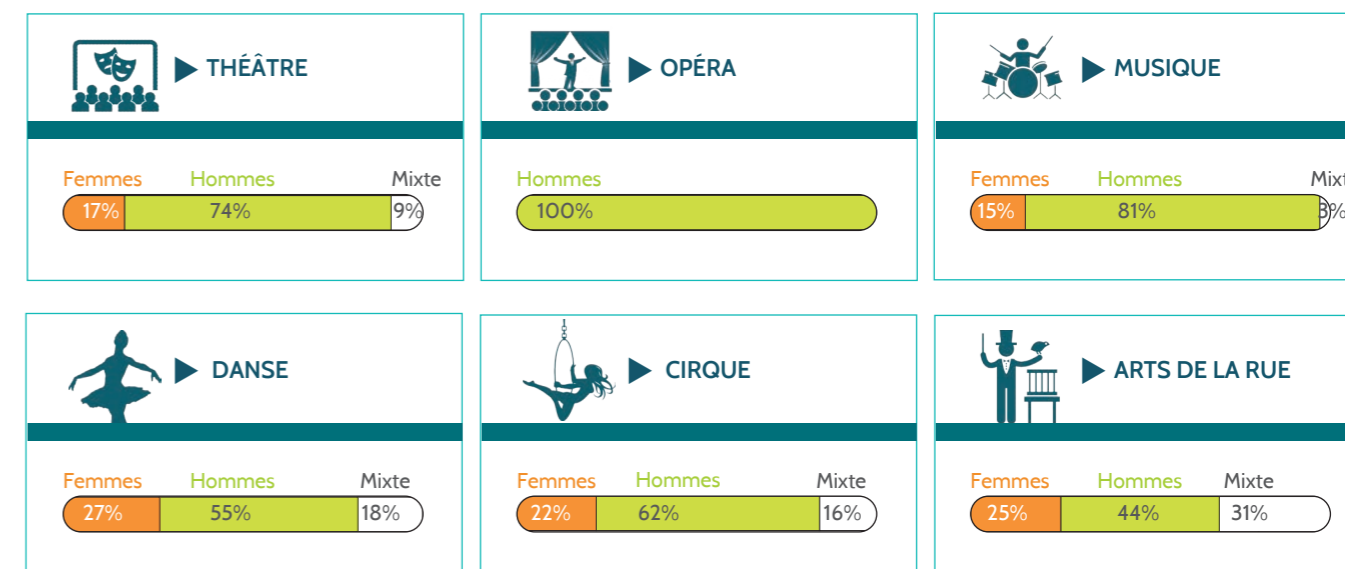 THÉÂTRE
Femmes Hommes Mixte
17% 74% 9%
OPÉRA
Hommes
100%
MUSIQUE
Femmes Hommes Mixt
15% 81% 3%
DANSE
Femmes Hommes Mixte
27% 55% 18%
CIRQUE
Femmes Hommes Mixte
22% 62% 16%
ARTS DE LA RUE
Femmes Hommes Mixte
25% 44% 31%